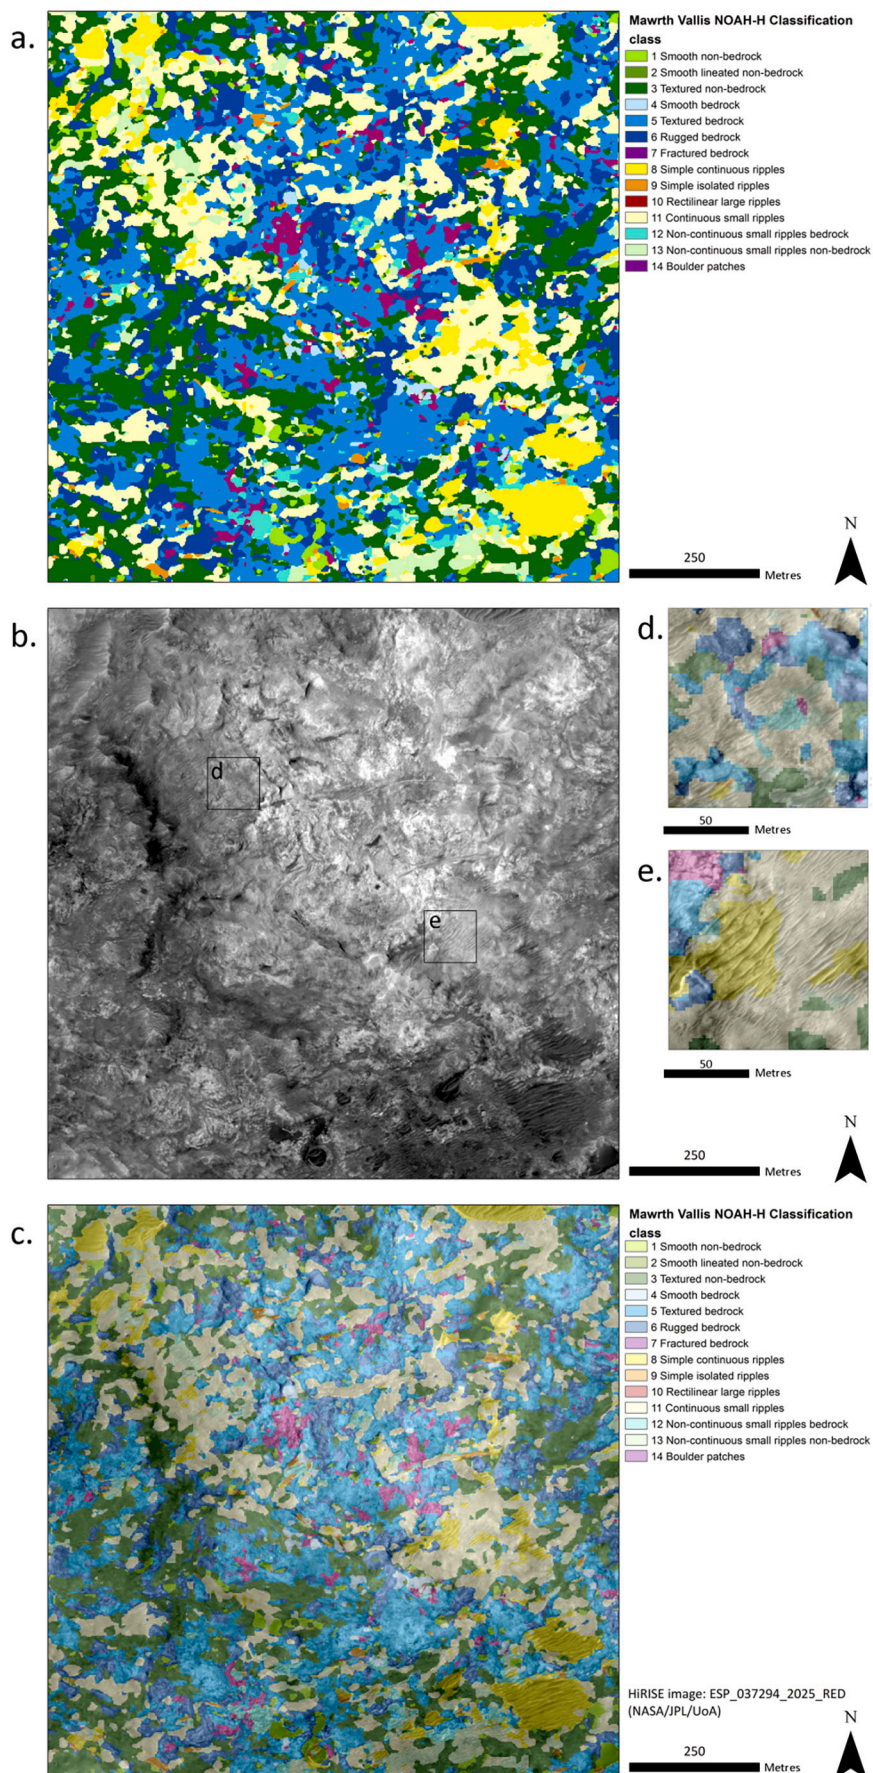 a.
Mawrth Vallis NOAH-H Classification
class
1 Smooth non-bedrock
2 Smooth lineated non-bedrock
3 Textured non-bedrock
4 Smooth bedrock
5 Textured bedrock
6 Rugged bedrock
7 Fractured bedrock
8 Simple continuous ripples
9 Simple isolated ripples
10 Rectilinear large ripples
11 Continuous small ripples
12 Non-continuous small ripples bedrock
13 Non-continuous small ripples non-bedrock
14 Boulder patches
N
250
Metres
b.
d
e
d.
50
Metres
e.
50
Metres
N
250
Metres
c.
Mawrth Vallis NOAH-H Classification
class
1 Smooth non-bedrock
2 Smooth lineated non-bedrock
3 Textured non-bedrock
4 Smooth bedrock
5 Textured bedrock
6 Rugged bedrock
7 Fractured bedrock
8 Simple continuous ripples
9 Simple isolated ripples
10 Rectilinear large ripples
11 Continuous small ripples
12 Non-continuous small ripples bedrock
13 Non-continuous small ripples non-bedrock
14 Boulder patches
HiRISE image: ESP_037294_2025_RED
(NASA/JPL/UoA)
N
250
Metres